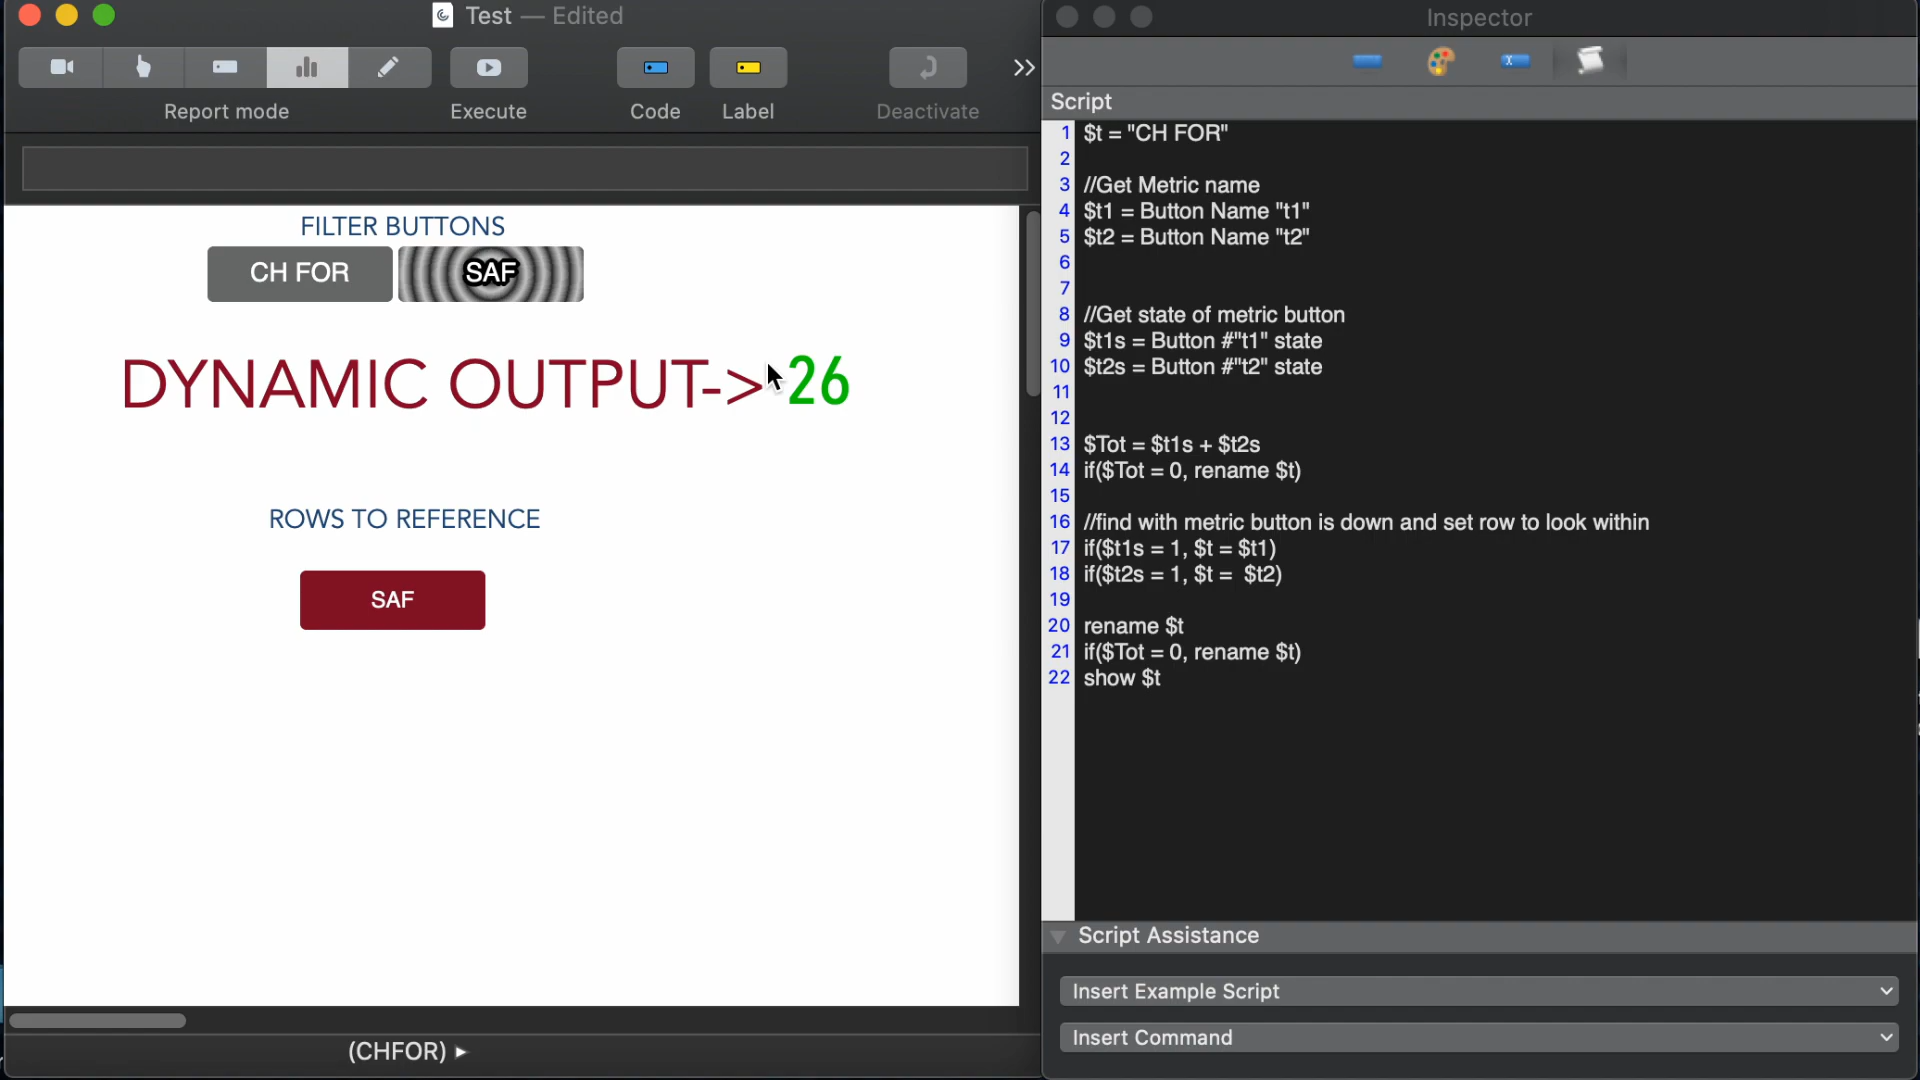 Test — Edited
Report mode
Execute
Code
Label
Deactivate
FILTER BUTTONS
CH FOR
SAF
DYNAMIC OUTPUT-> 26
ROWS TO REFERENCE
SAF
(CHFOR)
Inspector
Script
1 $t = "CH FOR"
2
3 //Get Metric name
4 $t1 = Button Name "t1"
5 $t2 = Button Name "t2"
6
7
8 //Get state of metric button
9 $t1s = Button #"t1" state
10 $t2s = Button #"t2" state
11
12
13 $Tot = $t1s + $t2s
14 if($Tot = 0, rename $t)
15
16 //find with metric button is down and set row to look within
17 if($t1s = 1, $t = $t1)
18 if($t2s = 1, $t =  $t2)
19
20 rename $t
21 if($Tot = 0, rename $t)
22 show $t
Script Assistance
Insert Example Script
Insert Command